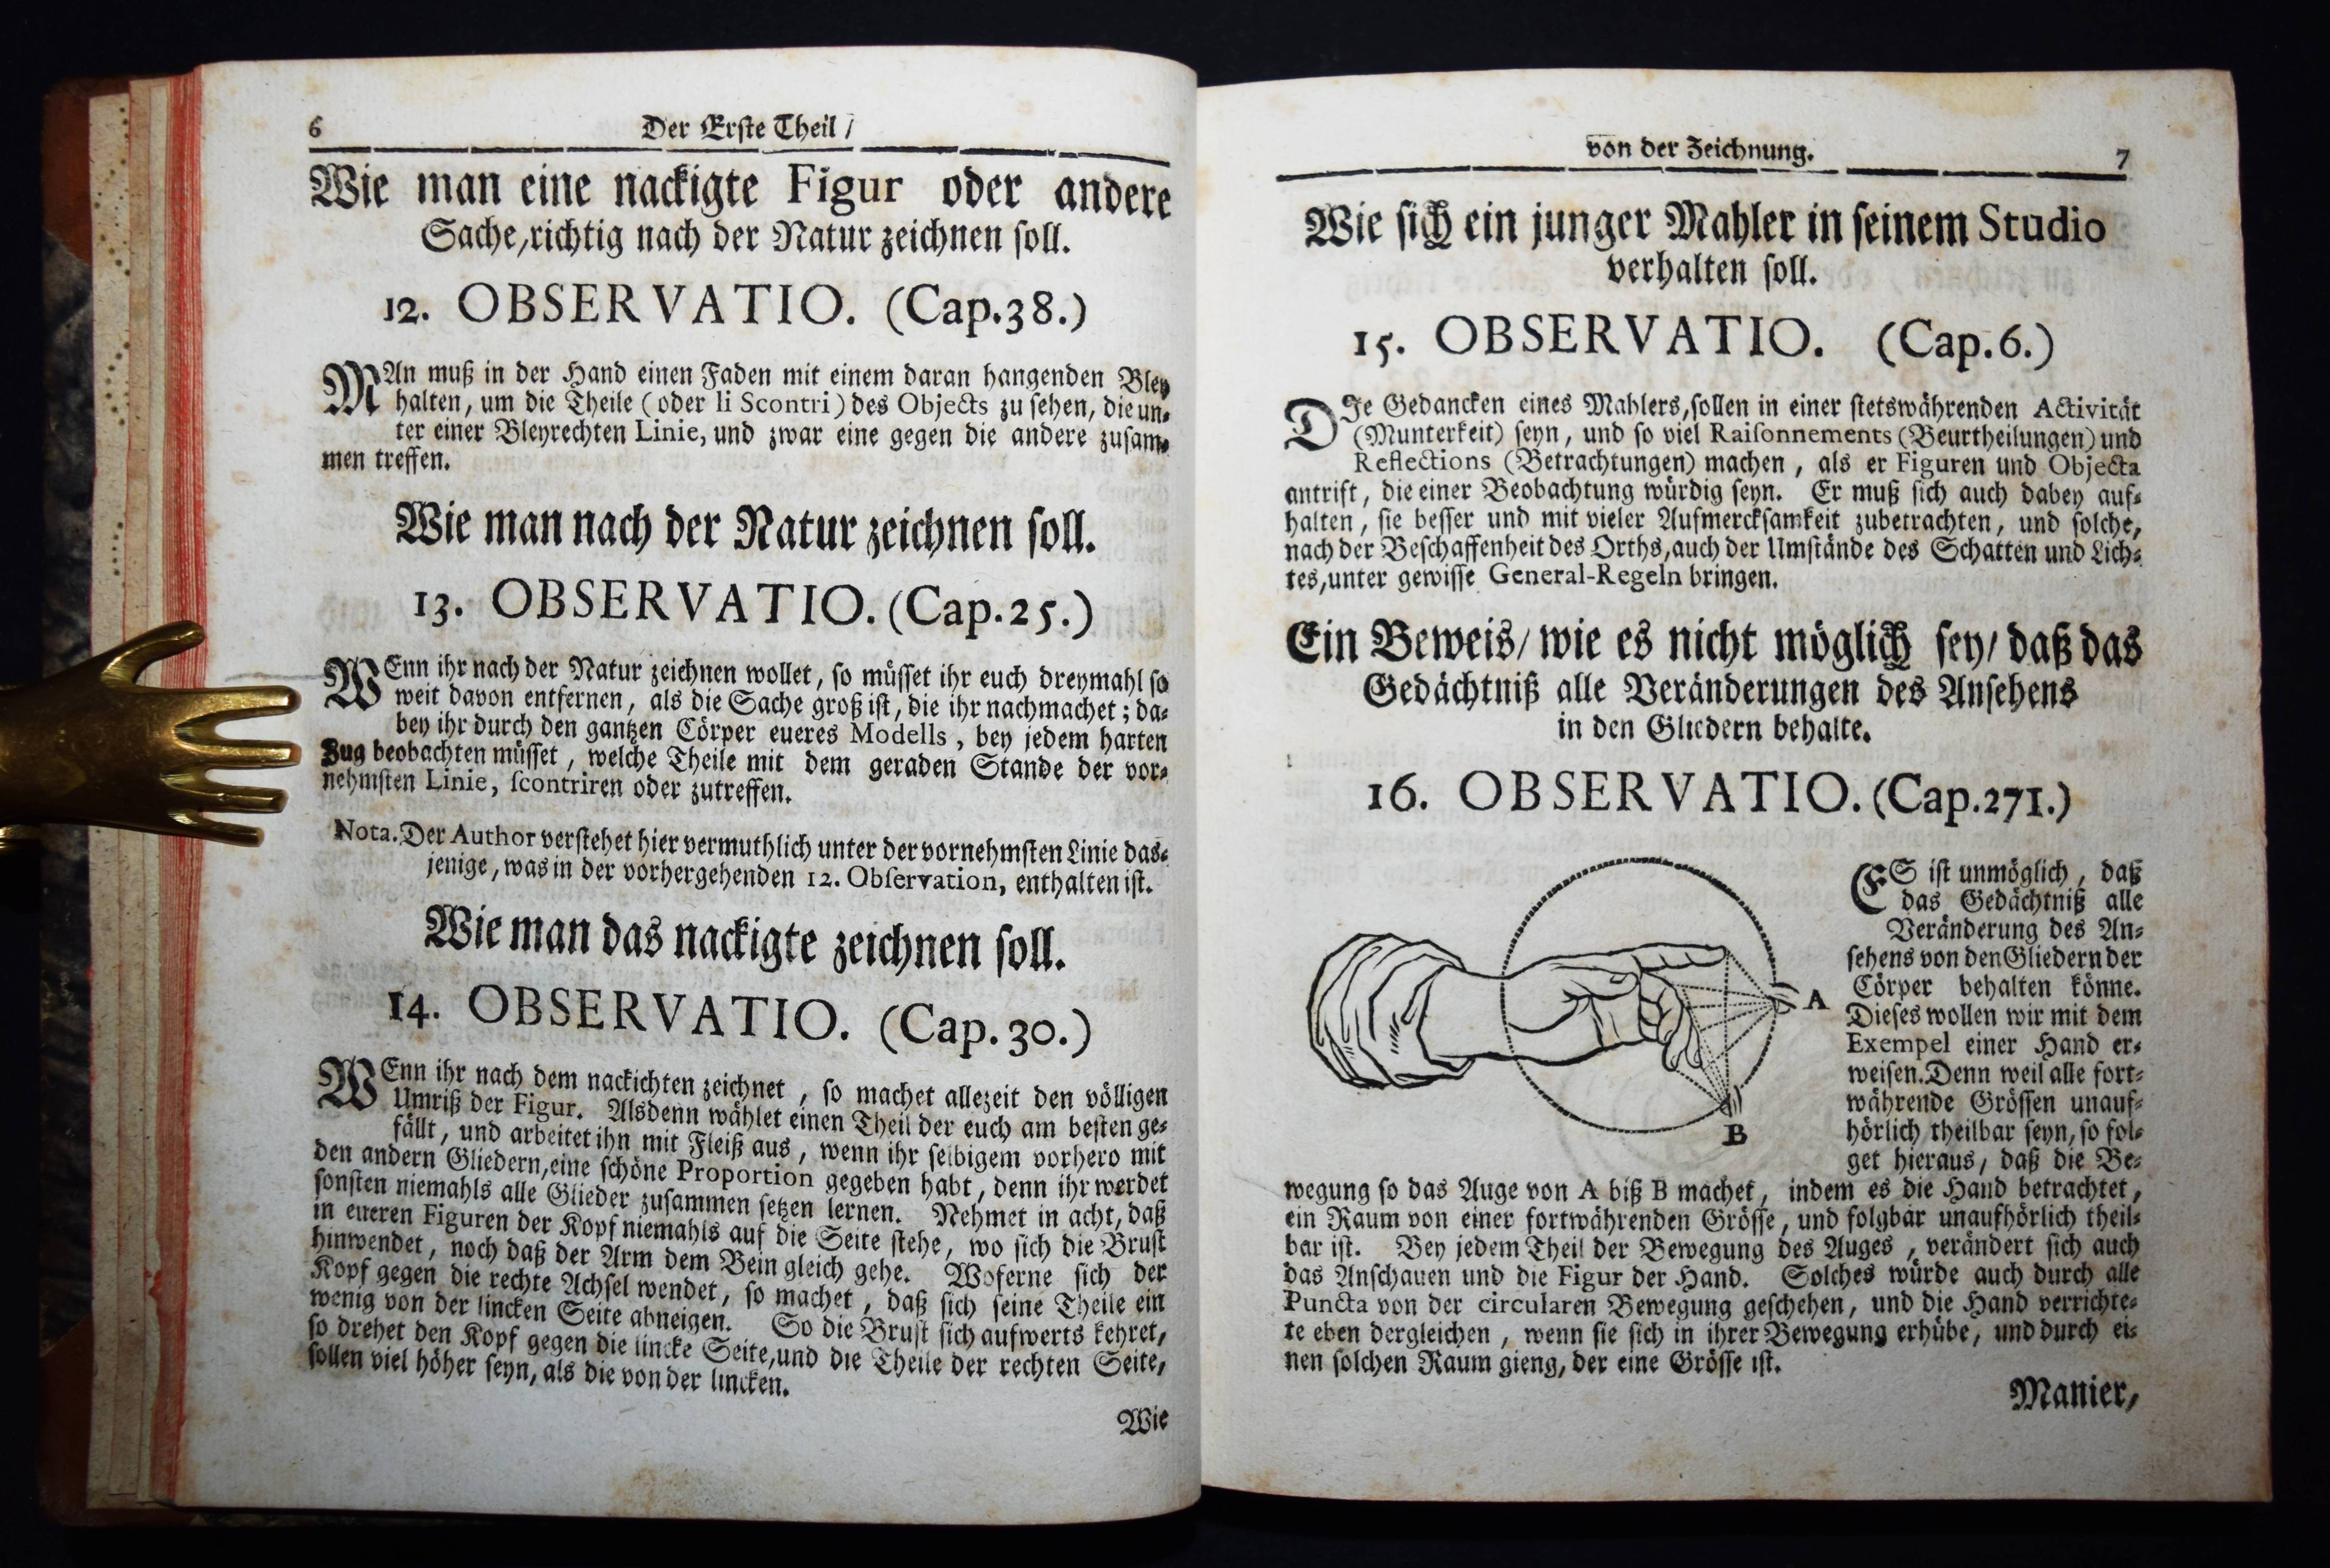 6
Der Erste Theil /
Wie man eine nackigte Figur oder andere
Sache, richtig nach der Natur zeichnen soll.
12. OBSERVATIO. (Cap.38.)
MAn muß in der Hand einen Faden mit einem daran hangenden Bley
halten, um die Theile (oder li Scontri) des Objects zu sehen, die un-
ter einer Bleyrechten Linie, und zwar eine gegen die andere zusam-
men treffen.
Wie man nach der Natur zeichnen soll.
13. OBSERVATIO. (Cap.25.)
WEnn ihr nach der Natur zeichnen wollet, so müsset ihr euch dreymahl so
weit davon entfernen, als die Sache groß ist, die ihr nachmachet; da-
bey ihr durch den gantzen Cörper eueres Modells, bey jedem harten
Zug beobachten müsset, welche Theile mit dem geraden Stande der vor-
nehmsten Linie, scontriren oder zutreffen.
Nota. Der Author verstehet hier vermuthlich unter der vornehmsten Linie das-
jenige, was in der vorhergehenden 12. Observation, enthalten ist.
Wie man das nackigte zeichnen soll.
14. OBSERVATIO. (Cap. 30.)
WEnn ihr nach dem nackichten zeichnet, so machet allezeit den völligen
Umriß der Figur. Alsdenn wählet einen Theil der euch am besten ge-
fällt, und arbeitet ihn mit Fleiß aus, wenn ihr selbigem vorhero mit
den andern Gliedern, eine schöne Proportion gegeben habt, denn ihr werdet
sonsten niemahls alle Glieder zusammen setzen lernen. Nehmet in acht, daß
in eueren Figuren der Kopf niemahls auf die Seite stehe, wo sich die Brust
hinwendet, noch daß der Arm dem Bein gleich gehe. Woferne sich der
Kopf gegen die rechte Achsel wendet, so machet, daß sich seine Theile ein
wenig von der lincken Seite abneigen. So die Brust sich aufwerts kehret,
so drehet den Kopf gegen die lincke Seite, und die Theile der rechten Seite,
sollen viel höher seyn, als die von der lincken.
Wie
von der Zeichnung.
7
Wie sich ein junger Mahler in seinem Studio
verhalten soll.
15. OBSERVATIO. (Cap.6.)
DIe Gedancken eines Mahlers, sollen in einer stetswährenden Activität
(Munterkeit) seyn, und so viel Raisonnements (Beurtheilungen) und
Reflections (Betrachtungen) machen, als er Figuren und Objecta
antrift, die einer Beobachtung würdig seyn. Er muß sich auch dabey auf-
halten, sie besser und mit vieler Aufmercksamkeit zubetrachten, und solche,
nach der Beschaffenheit des Orths, auch der Umstände des Schatten und Lich-
tes, unter gewisse General-Regeln bringen.
Ein Beweis/ wie es nicht möglich sey/ daß das
Gedächtniß alle Veränderungen des Ansehens
in den Gliedern behalte.
16. OBSERVATIO. (Cap.271.)
A
B
ES ist unmöglich, daß
das Gedächtniß alle
Veränderung des An-
sehens von den Gliedern der
Cörper behalten könne.
Dieses wollen wir mit dem
Exempel einer Hand er-
weisen. Denn weil alle fort-
währende Grössen unauf-
hörlich theilbar seyn, so fol-
get hieraus, daß die Be-
wegung so das Auge von A biß B machet, indem es die Hand betrachtet,
ein Raum von einer fortwährenden Grösse, und folgbar unaufhörlich theil-
bar ist. Bey jedem Theil der Bewegung des Auges, verändert sich auch
das Anschauen und die Figur der Hand. Solches würde auch durch alle
Puncta von der circularen Bewegung geschehen, und die Hand verrichte-
te eben dergleichen, wenn sie sich in ihrer Bewegung erhübe, und durch ei-
nen solchen Raum gieng, der eine Grösse ist.
Manier,